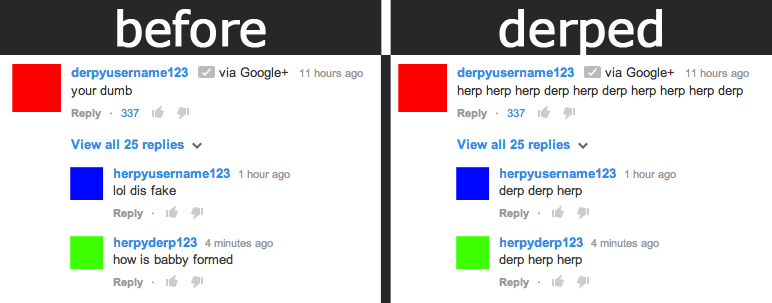 before
derpyusername123 via Google+ 11 hours ago
your dumb
Reply · 337
View all 25 replies
herpyusername123 1 hour ago
lol dis fake
Reply ·
herpyderp123 4 minutes ago
how is babby formed
Reply ·
derped
derpyusername123 via Google+ 11 hours ago
herp herp herp derp herp derp herp herp herp derp
Reply · 337
View all 25 replies
herpyusername123 1 hour ago
derp derp herp
Reply ·
herpyderp123 4 minutes ago
derp herp herp
Reply ·